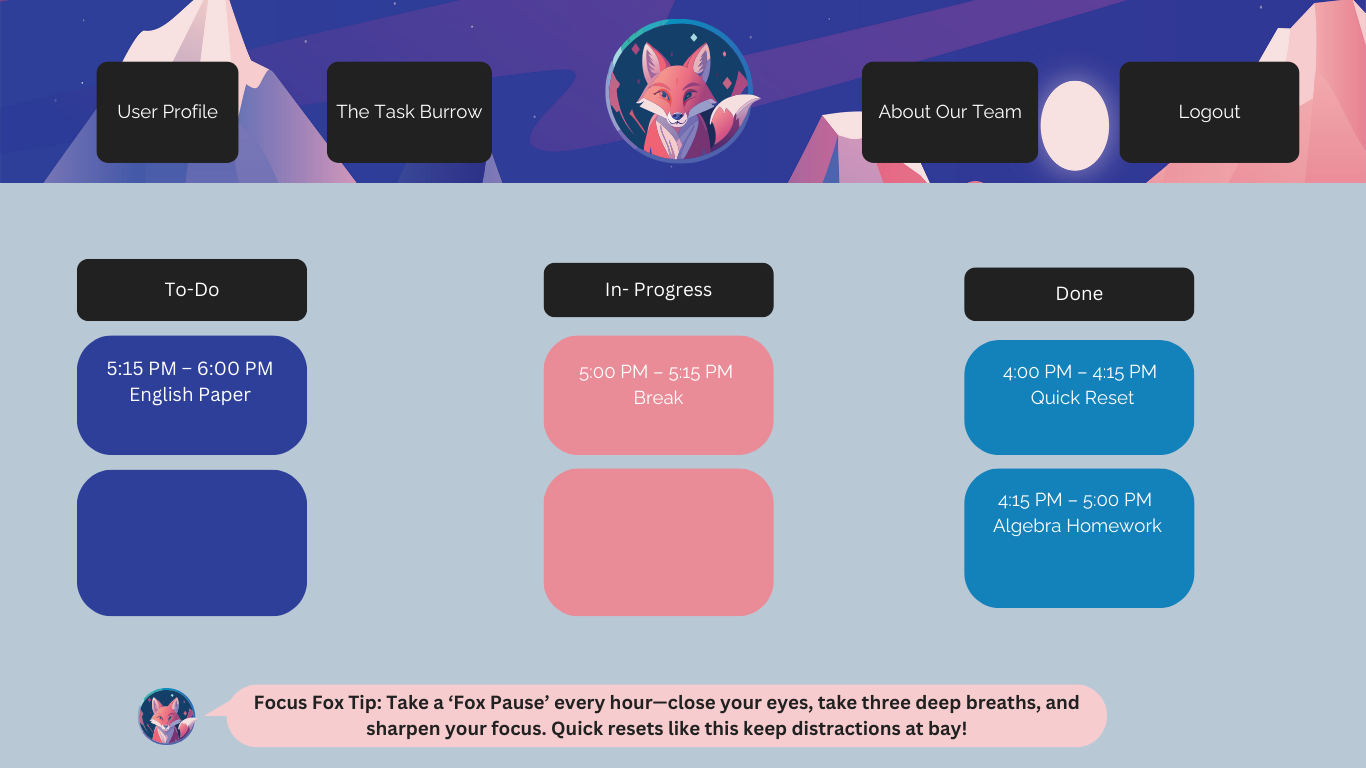 User Profile
The Task Burrow
About Our Team
Logout
To-Do
In- Progress
Done
5:15 PM – 6:00 PM
English Paper
5:00 PM – 5:15 PM
Break
4:00 PM – 4:15 PM
Quick Reset
4:15 PM – 5:00 PM
Algebra Homework
Focus Fox Tip: Take a ‘Fox Pause’ every hour—close your eyes, take three deep breaths, and
sharpen your focus. Quick resets like this keep distractions at bay!